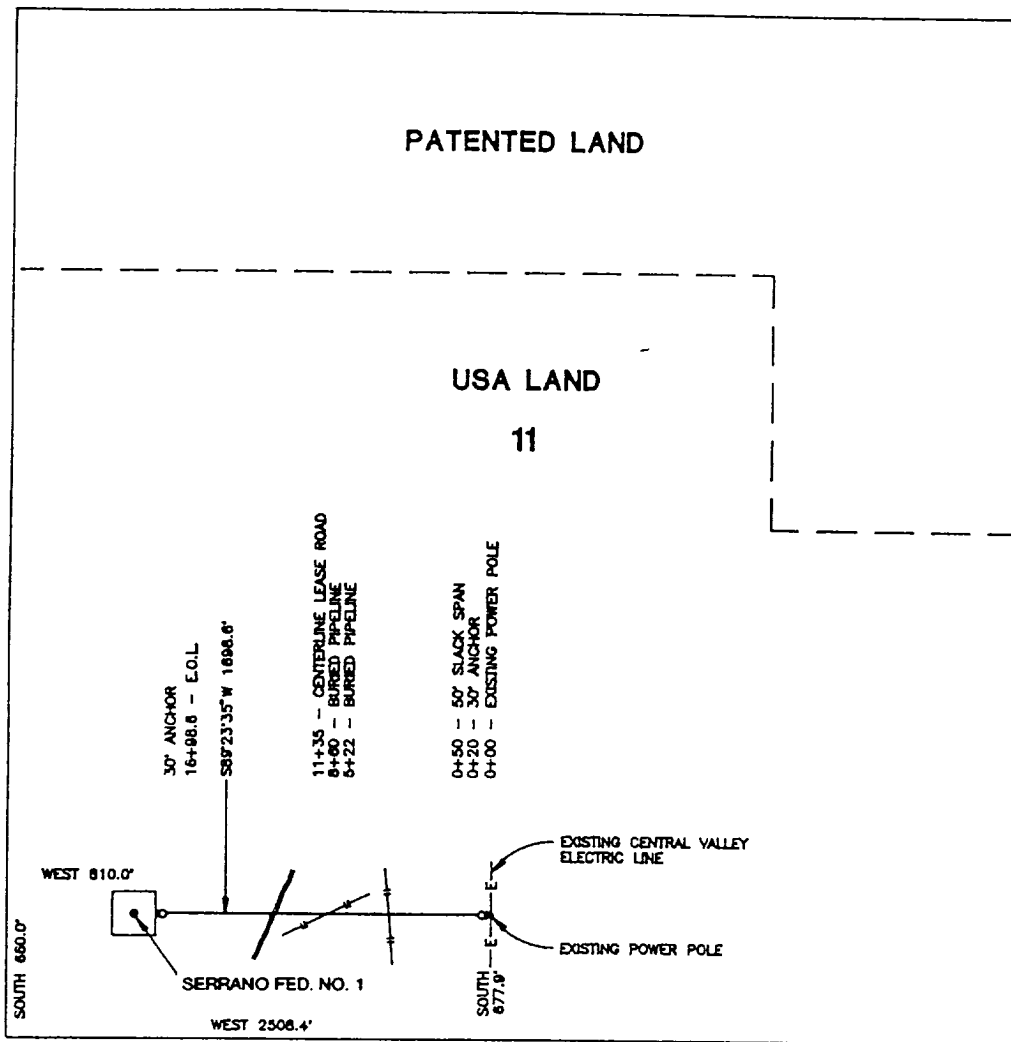 PATENTED LAND
USA LAND
11
30' ANCHOR
16+98.6 - E.O.L
S89°23'35"W 1698.6'
11+35 - CENTERLINE LEASE ROAD
8+60 - BURIED PIPELINE
5+22 - BURIED PIPELINE
0+50 - 50' SLACK SPAN
0+20 - 30' ANCHOR
0+00 - EXISTING POWER POLE
EXISTING CENTRAL VALLEY
ELECTRIC LINE
WEST 810.0'
E
E
EXISTING POWER POLE
SERRANO FED. NO. 1
SOUTH 660.0'
SOUTH
677.9'
WEST 2508.4'